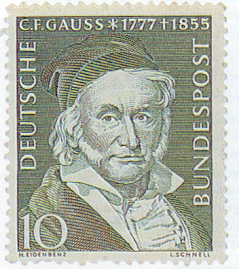 C.F.GAUSS ✶ 1777 † 1855
DEUTSCHE
BUNDESPOST
10
H.EIDENBENZ
L.SCHNELL